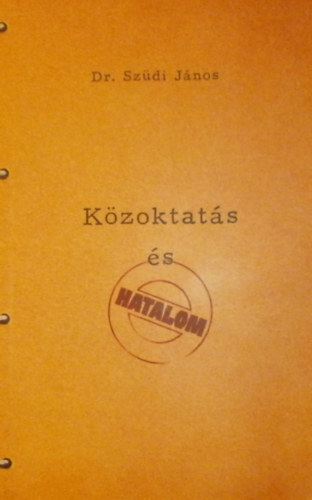 Dr. Szüdi János
Közoktatás
és
HATALOM